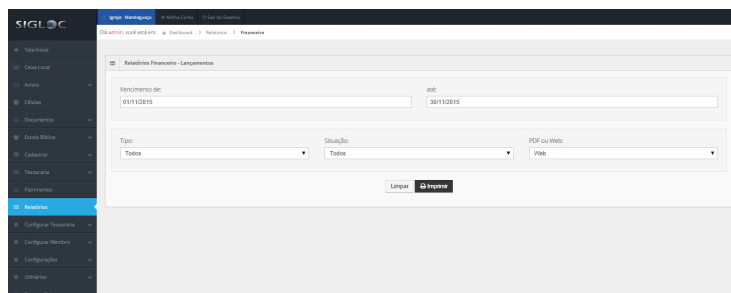 SIGLOC
Igreja: Mandaguaçu Minha Conta Sair do Sistema
Olá admin, você está em: Dashboard > Relatorios > Financeiro
Tela Inicial
Caixa Local
Avisos
Células
Documentos
Escola Bíblica
Cadastros
Tesouraria
Patrimonios
Relatórios
Configurar Tesouraria
Configurar Membro
Configurações
Utilitários
Relatórios Financeiro - Lançamentos
Vencimento de: até:
01/11/2015 30/11/2015
Tipo: Situação: PDF ou Web:
Todos Todos Web
Limpar Imprimir